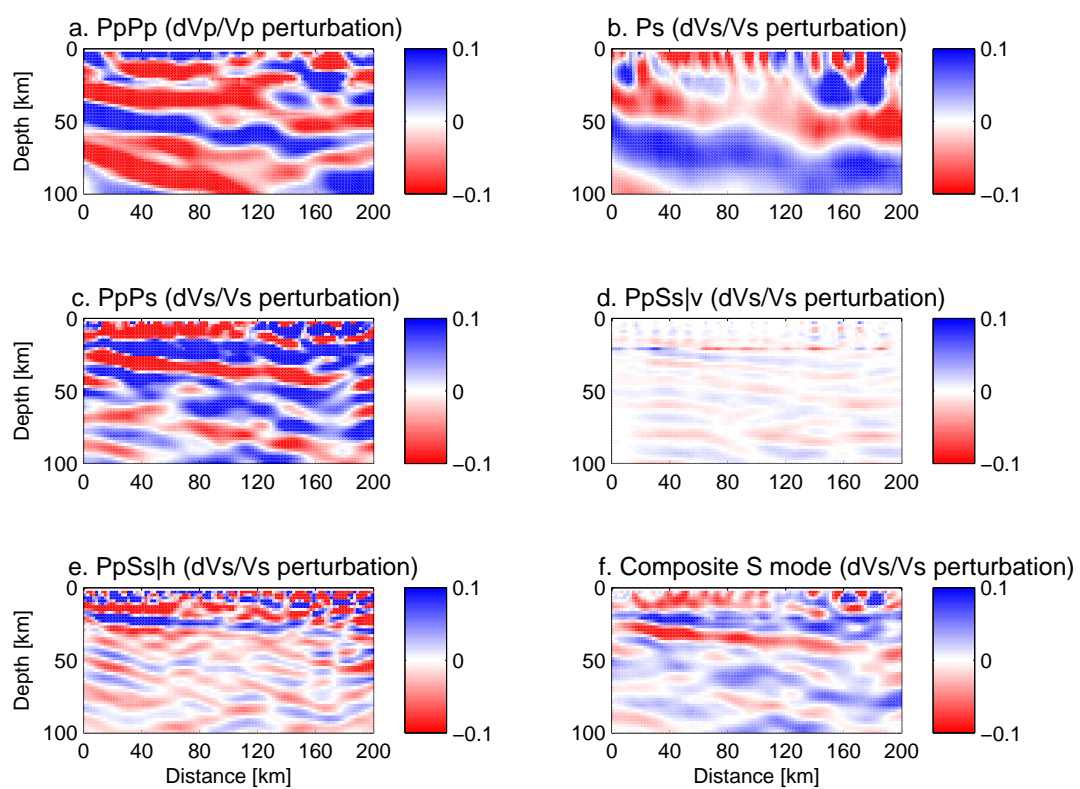 a. PpPp (dVp/Vp perturbation)
b. Ps (dVs/Vs perturbation)
0
50
100
Depth [km]
0 40 80 120 160 200
0.1
0
−0.1
0
50
100
Depth [km]
0 40 80 120 160 200
0.1
0
−0.1
c. PpPs (dVs/Vs perturbation)
d. PpSs|v (dVs/Vs perturbation)
0
50
100
Depth [km]
0 40 80 120 160 200
0.1
0
−0.1
0
50
100
0 40 80 120 160 200
0.1
0
−0.1
e. PpSs|h (dVs/Vs perturbation)
f. Composite S mode (dVs/Vs perturbation)
0
50
100
0 40 80 120 160 200
Distance [km]
0.1
0
−0.1
0
50
100
0 40 80 120 160 200
Distance [km]
0.1
0
−0.1